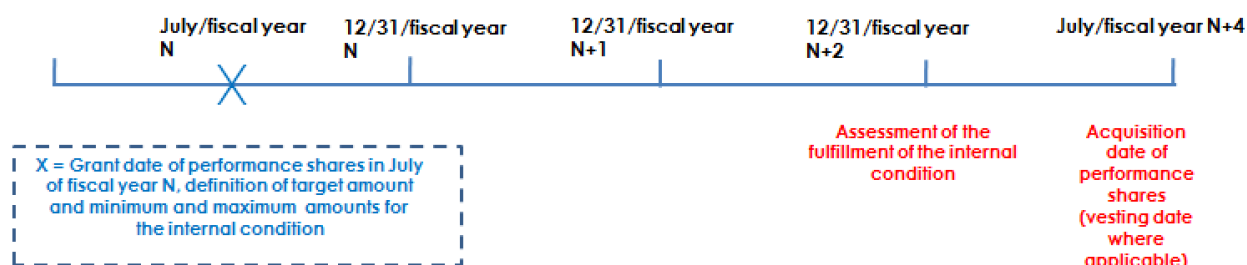 July/fiscal year
N
12/31/fiscal year
N
12/31/fiscal year
N+1
12/31/fiscal year
N+2
July/fiscal year N+4
X = Grant date of performance shares in July
of fiscal year N, definition of target amount
and minimum and maximum amounts for
the internal condition
Assessment of the
fulfillment of the internal
condition
Acquisition
date of
performance
shares
(vesting date
where
applicable)